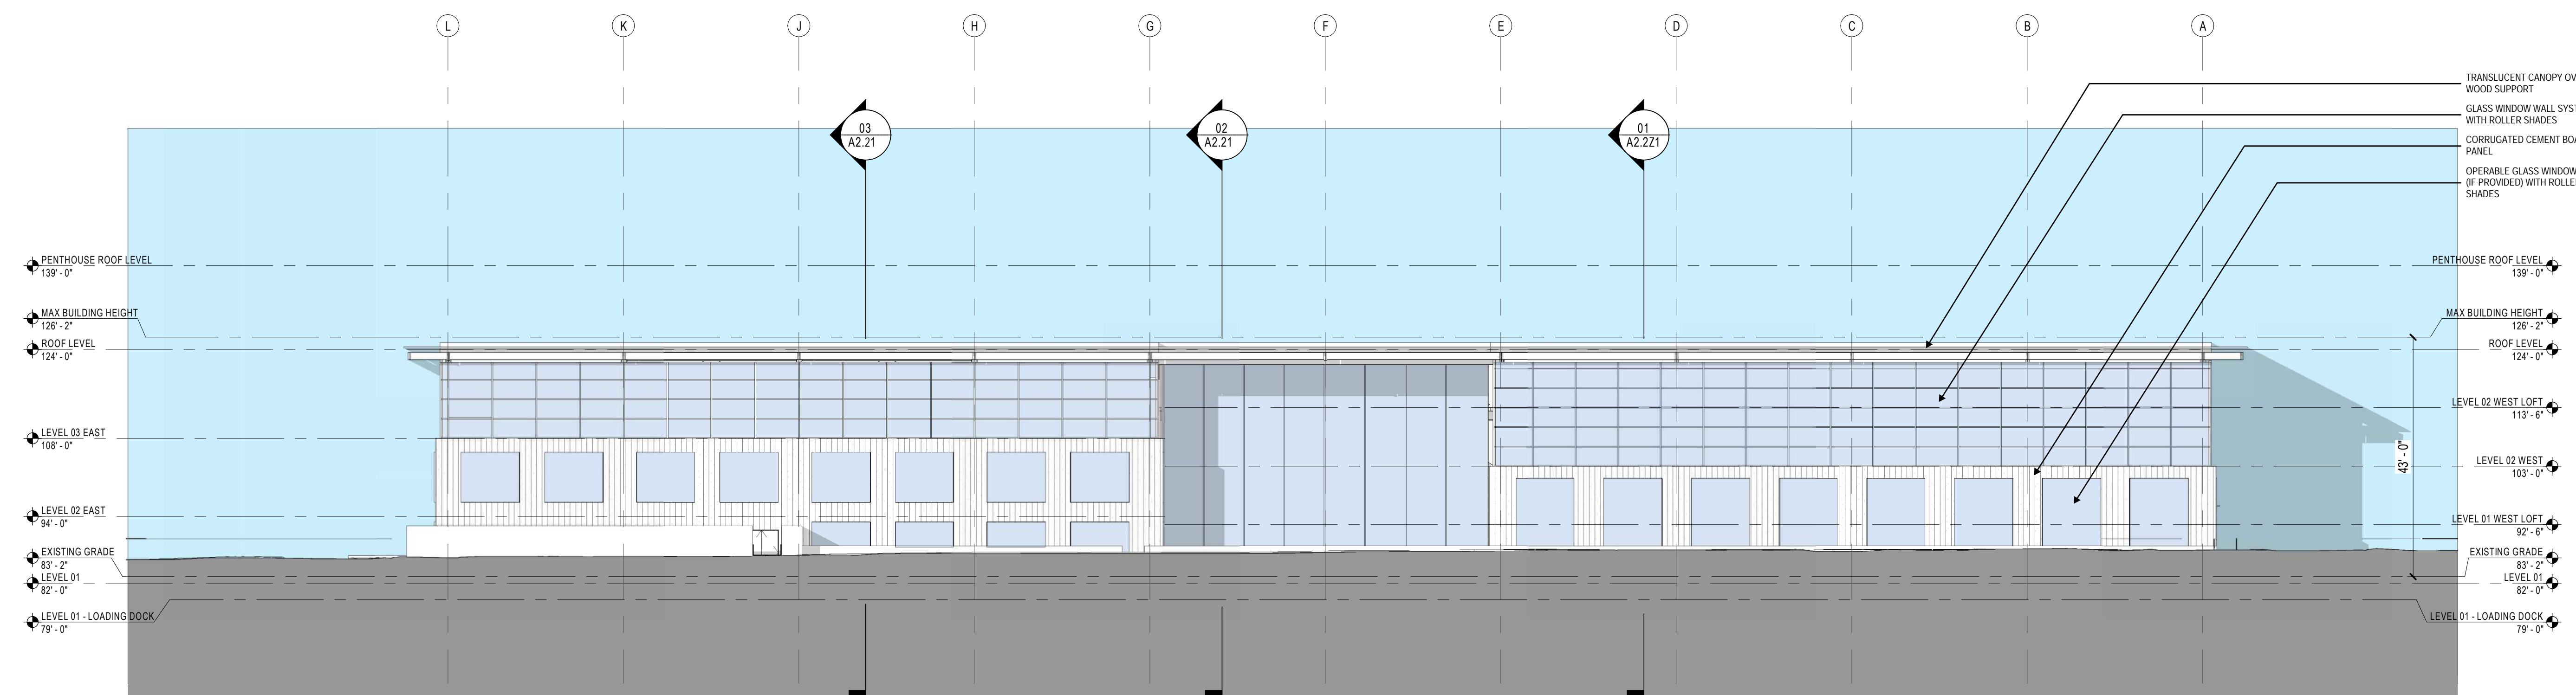 L K J H G F E D C B A
03
A2.21
02
A2.21
01
A2.2Z1
TRANSLUCENT CANOPY
WOOD SUPPORT
GLASS WINDOW WALL
WITH ROLLER SHADES
CORRUGATED CEMENT
PANEL
OPERABLE GLASS WINDOW
(IF PROVIDED) WITH
SHADES
PENTHOUSE ROOF LEVEL
139' - 0"
MAX BUILDING HEIGHT
126' - 2"
ROOF LEVEL
124' - 0"
LEVEL 03 EAST
108' - 0"
LEVEL 02 EAST
94' - 0"
EXISTING GRADE
83' - 2"
LEVEL 01
82' - 0"
LEVEL 01 - LOADING DOCK
79' - 0"
PENTHOUSE ROOF LEVEL
139' - 0"
MAX BUILDING HEIGHT
126' - 2"
ROOF LEVEL
124' - 0"
LEVEL 02 WEST LOFT
113' - 6"
43' - 0"
LEVEL 02 WEST
103' - 0"
LEVEL 01 WEST LOFT
92' - 6"
EXISTING GRADE
83' - 2"
LEVEL 01
82' - 0"
LEVEL 01 - LOADING DOCK
79' - 0"